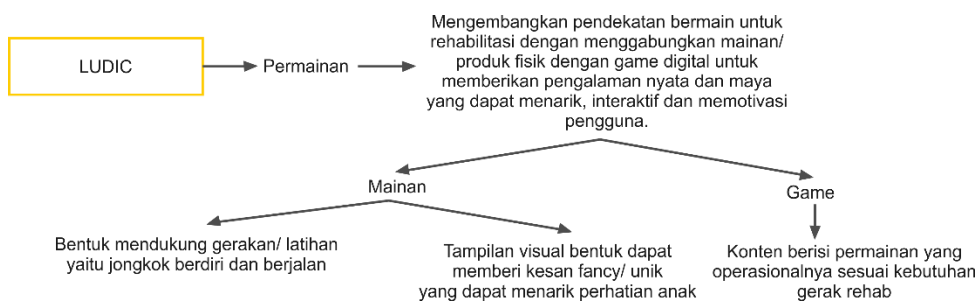 LUDIC
Permainan
Mengembangkan pendekatan bermain untuk
rehabilitasi dengan menggabungkan mainan/
produk fisik dengan game digital untuk
memberikan pengalaman nyata dan maya
yang dapat menarik, interaktif dan memotivasi
pengguna.
Mainan
Game
Bentuk mendukung gerakan/ latihan
yaitu jongkok berdiri dan berjalan
Tampilan visual bentuk dapat
memberi kesan fancy/ unik
yang dapat menarik perhatian anak
Konten berisi permainan yang
operasionalnya sesuai kebutuhan
gerak rehab